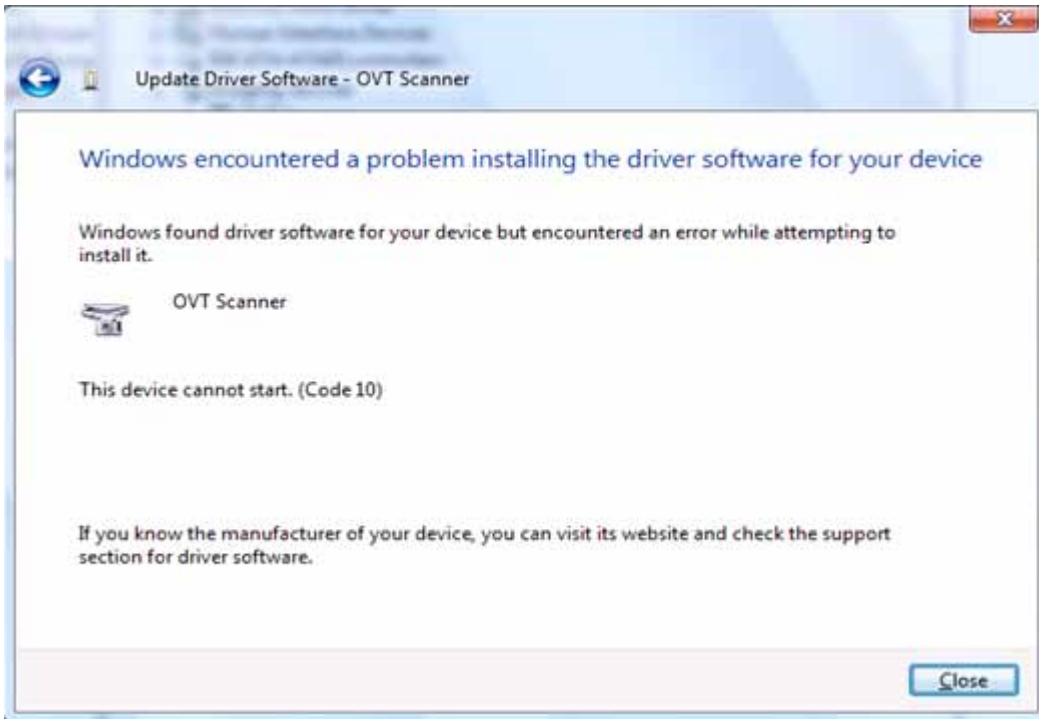 Update Driver Software - OVT Scanner
Windows encountered a problem installing the driver software for your device
Windows found driver software for your device but encountered an error while attempting to
install it.
OVT Scanner
This device cannot start. (Code 10)
If you know the manufacturer of your device, you can visit its website and check the support
section for driver software.
Close